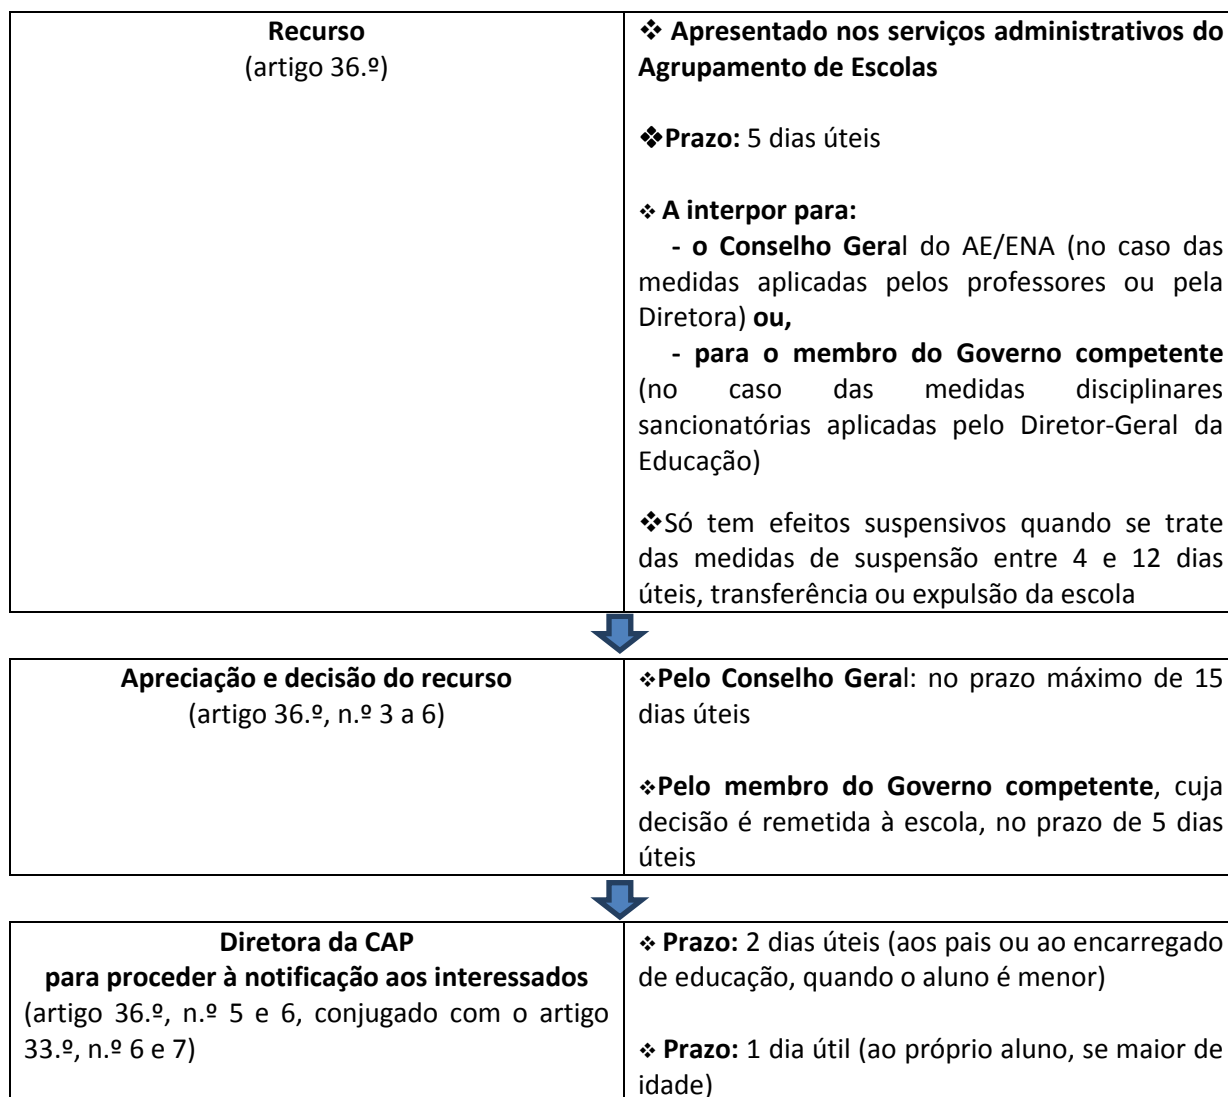 Recurso
(artigo 36.º)
❖ Apresentado nos serviços administrativos do
Agrupamento de Escolas
❖Prazo: 5 dias úteis
❖ A interpor para:
- o Conselho Geral do AE/ENA (no caso das
medidas aplicadas pelos professores ou pela
Diretora) ou,
- para o membro do Governo competente
(no caso das medidas disciplinares
sancionatórias aplicadas pelo Diretor-Geral da
Educação)
❖Só tem efeitos suspensivos quando se trate
das medidas de suspensão entre 4 e 12 dias
úteis, transferência ou expulsão da escola
Apreciação e decisão do recurso
(artigo 36.º, n.º 3 a 6)
❖Pelo Conselho Geral: no prazo máximo de 15
dias úteis
❖Pelo membro do Governo competente, cuja
decisão é remetida à escola, no prazo de 5 dias
úteis
Diretora da CAP
para proceder à notificação aos interessados
(artigo 36.º, n.º 5 e 6, conjugado com o artigo
33.º, n.º 6 e 7)
❖ Prazo: 2 dias úteis (aos pais ou ao encarregado
de educação, quando o aluno é menor)
❖ Prazo: 1 dia útil (ao próprio aluno, se maior de
idade)